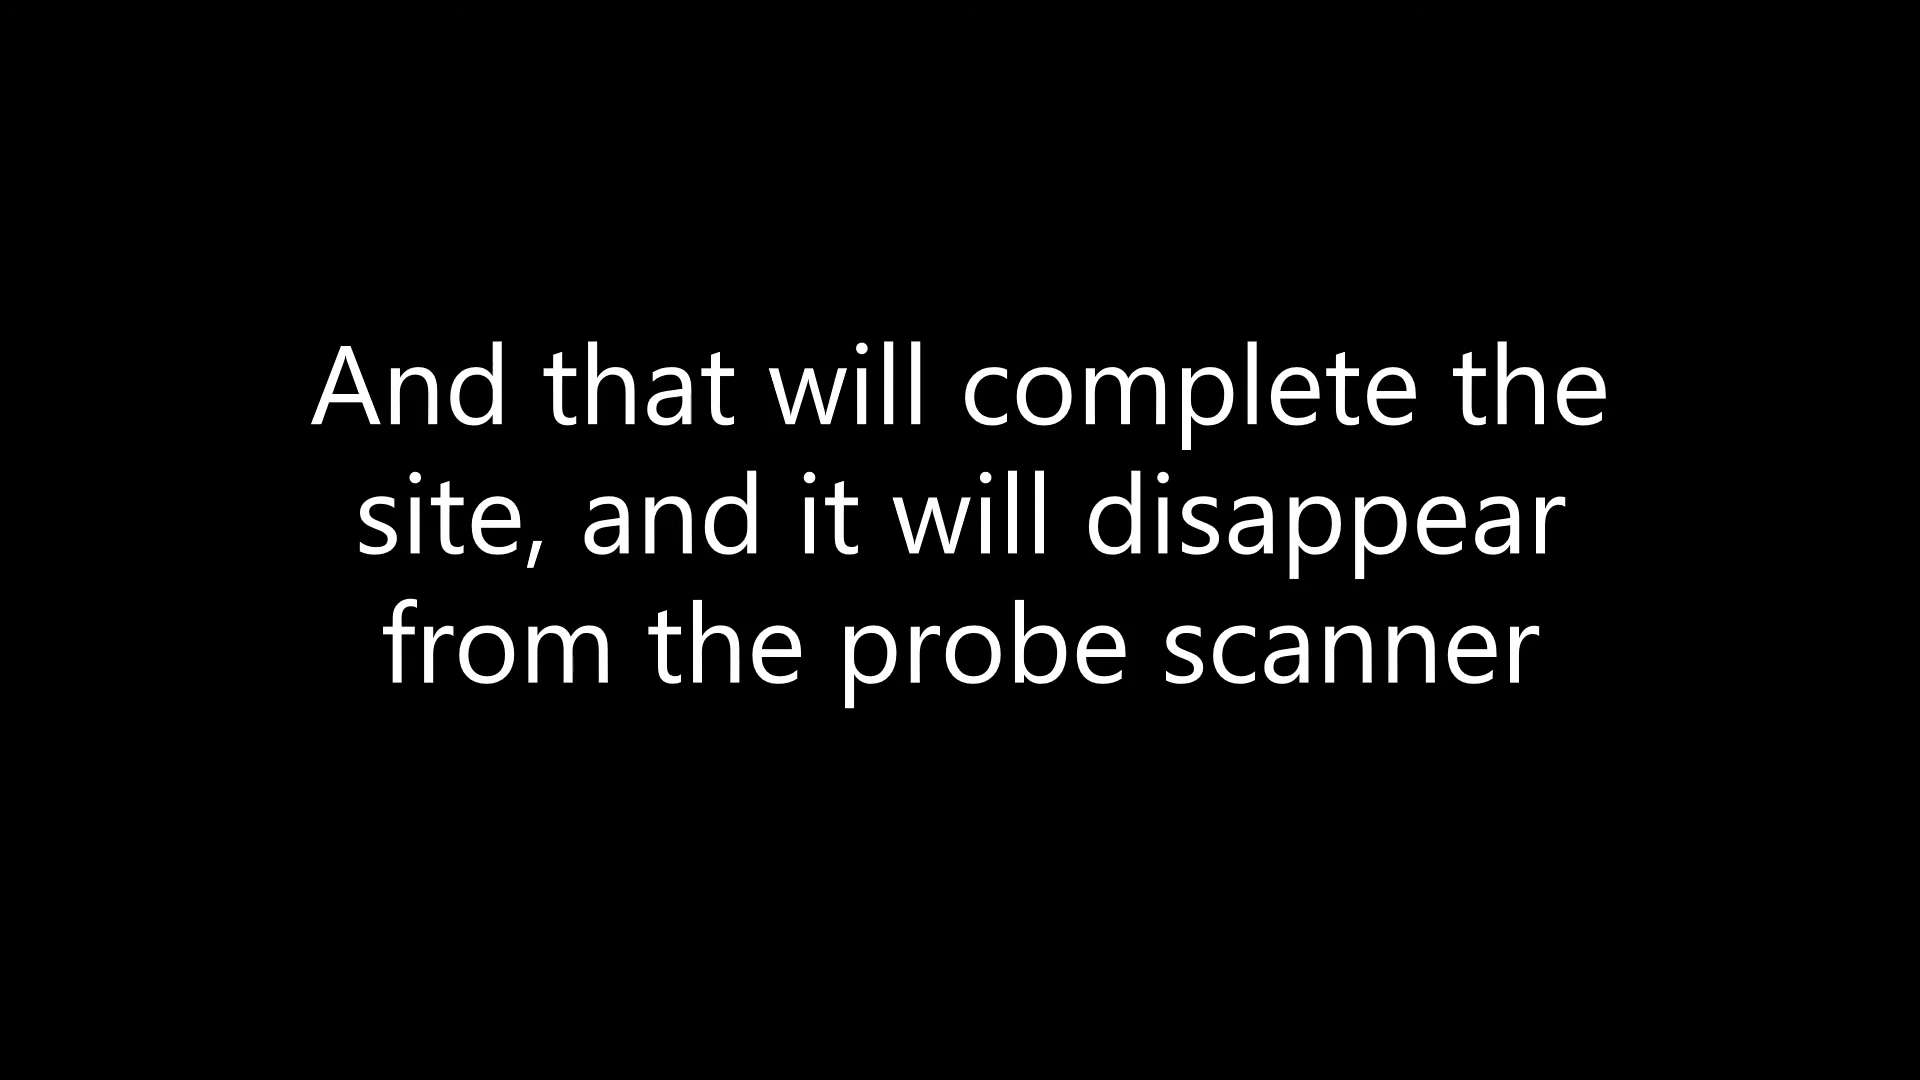 And that will complete the
site, and it will disappear
from the probe scanner